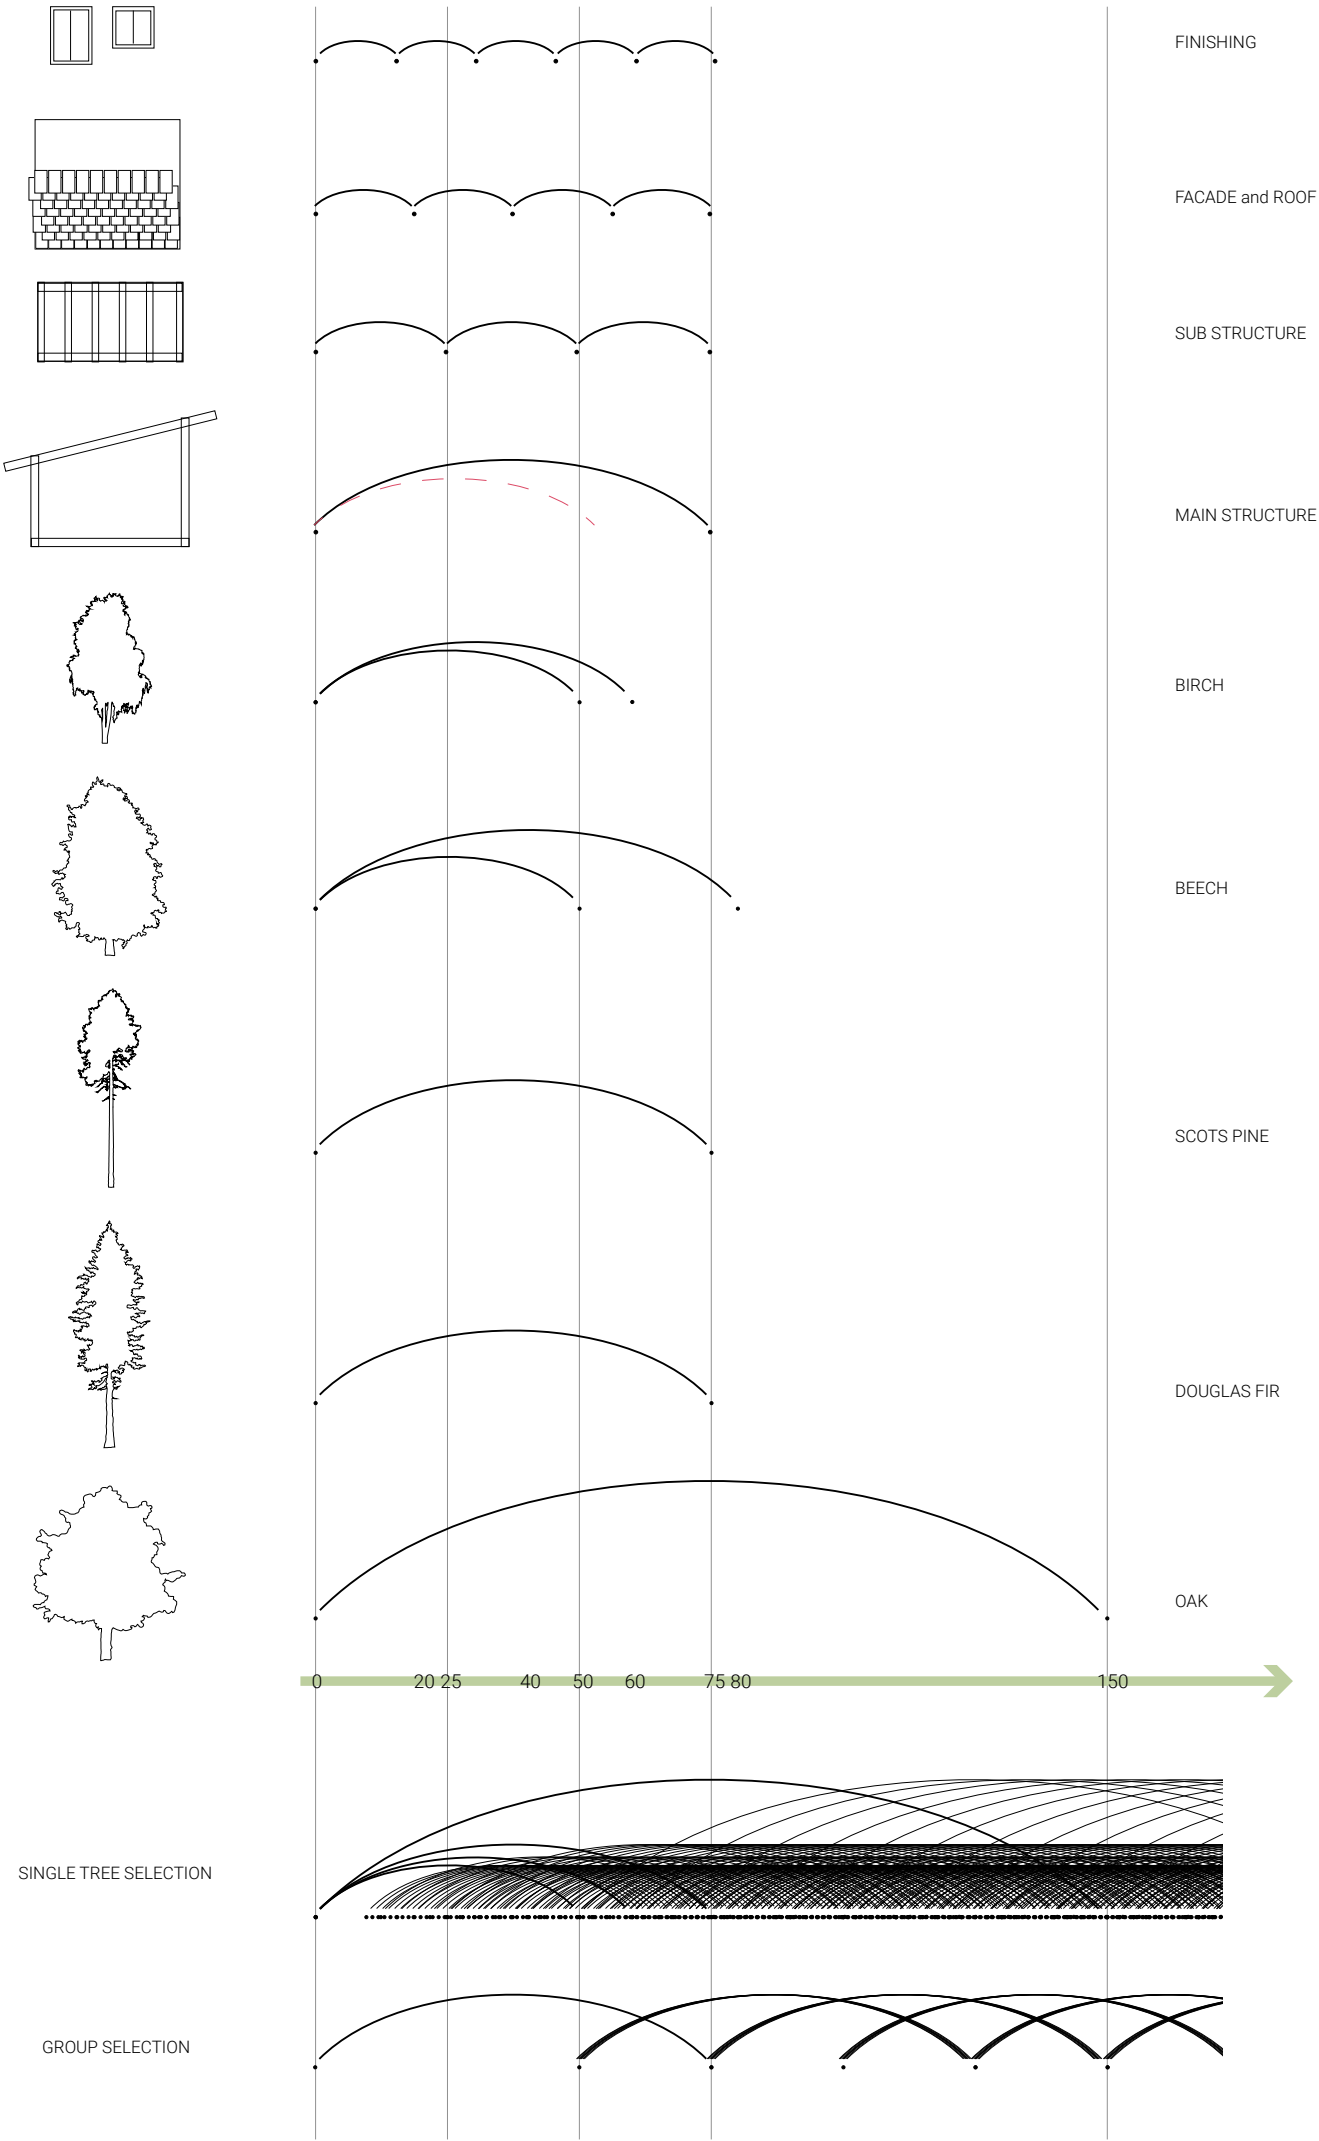 FINISHING
FACADE and ROOF
SUB STRUCTURE
MAIN STRUCTURE
BIRCH
BEECH
SCOTS PINE
DOUGLAS FIR
OAK
0 20 25 40 50 60 75 80 150
SINGLE TREE SELECTION
GROUP SELECTION